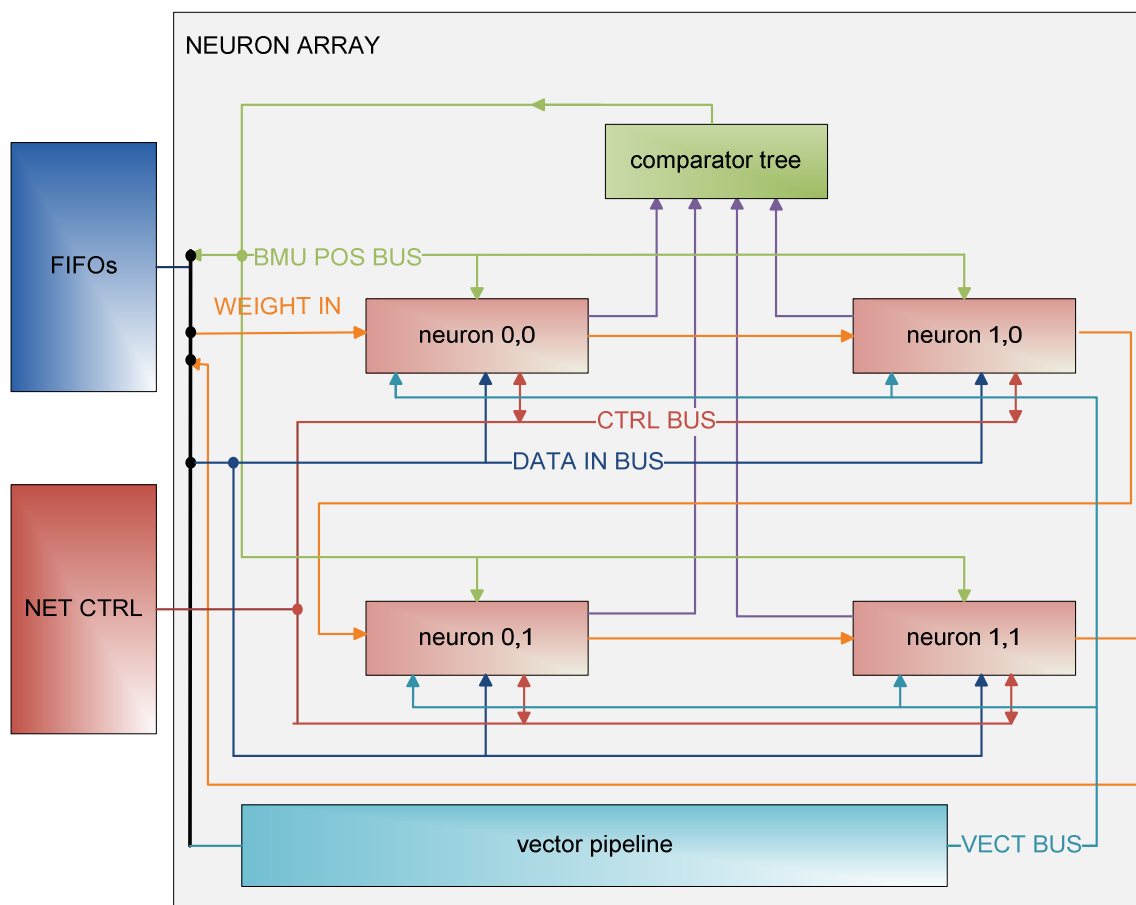 NEURON ARRAY
comparator tree
FIFOs
BMU POS BUS
WEIGHT IN
neuron 0,0
neuron 1,0
CTRL BUS
DATA IN BUS
NET CTRL
neuron 0,1
neuron 1,1
vector pipeline
VECT BUS